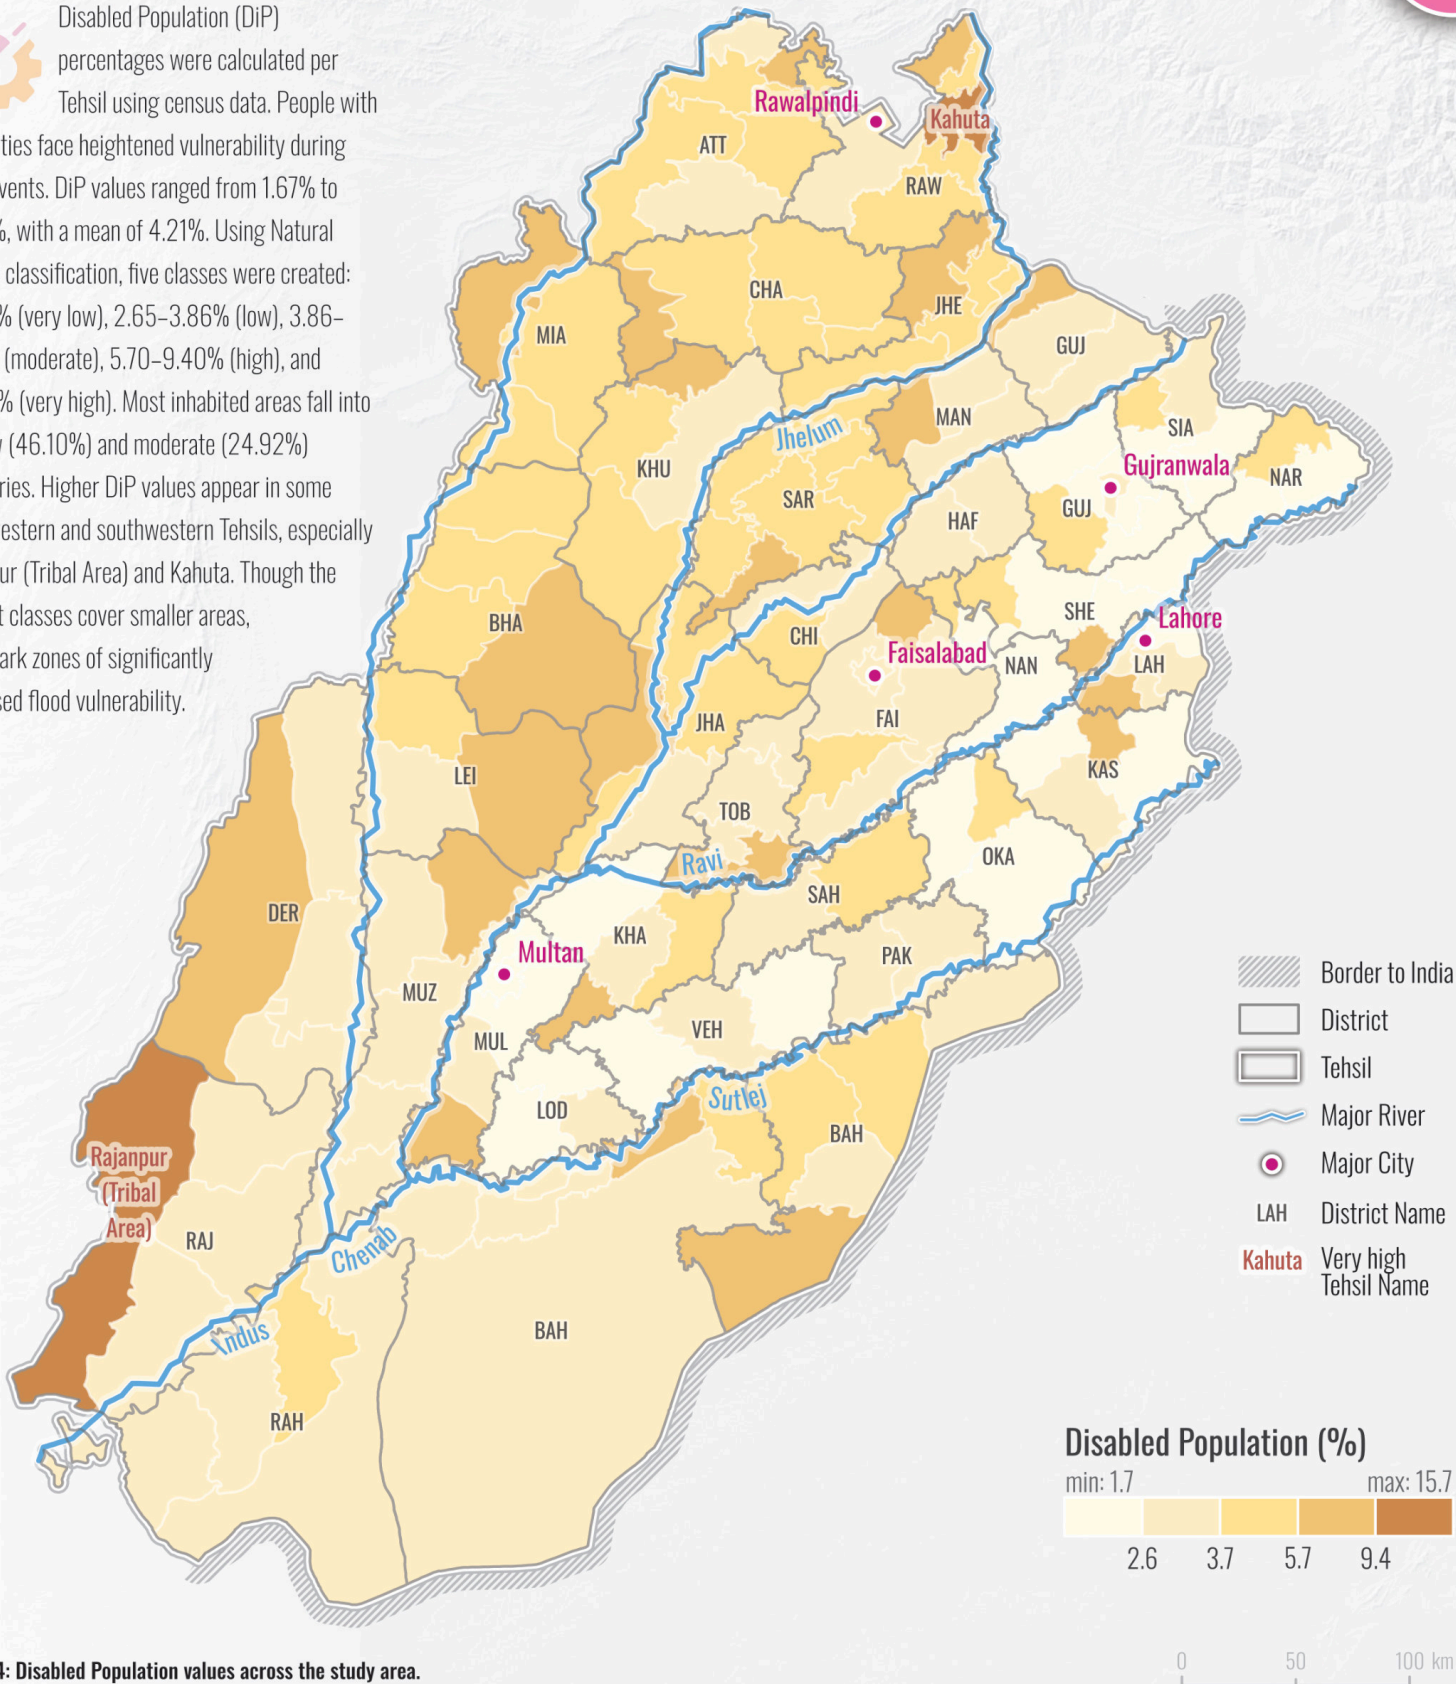 Disabled Population (DiP)
percentages were calculated per
Tehsil using census data. People with
ties face heightened vulnerability during
vents. DiP values ranged from 1.67% to
%, with a mean of 4.21%. Using Natural
classification, five classes were created:
% (very low), 2.65–3.86% (low), 3.86–
(moderate), 5.70–9.40% (high), and
% (very high). Most inhabited areas fall into
(46.10%) and moderate (24.92%)
ries. Higher DiP values appear in some
estern and southwestern Tehsils, especially
ur (Tribal Area) and Kahuta. Though the
t classes cover smaller areas,
ark zones of significantly
sed flood vulnerability.
Rawalpindi
Kahuta
ATT
RAW
CHA
JHE
MIA
GUJ
MAN
Jhelum
SIA
KHU
Gujranwala
NAR
SAR
GUJ
HAF
BHA
SHE
Lahore
CHI
Faisalabad
NAN
LAH
JHA
FAI
LEI
KAS
TOB
OKA
Ravi
SAH
DER
KHA
PAK
Multan
MUZ
VEH
MUL
Sutlej
LOD
BAH
Rajanpur
(Tribal
Area)
RAJ
Chenab
Indus
BAH
RAH
Border to India
District
Tehsil
Major River
Major City
LAH District Name
Kahuta Very high
Tehsil Name
Disabled Population (%)
min: 1.7 max: 15.7
2.6 3.7 5.7 9.4
4: Disabled Population values across the study area.
0 50 100 km